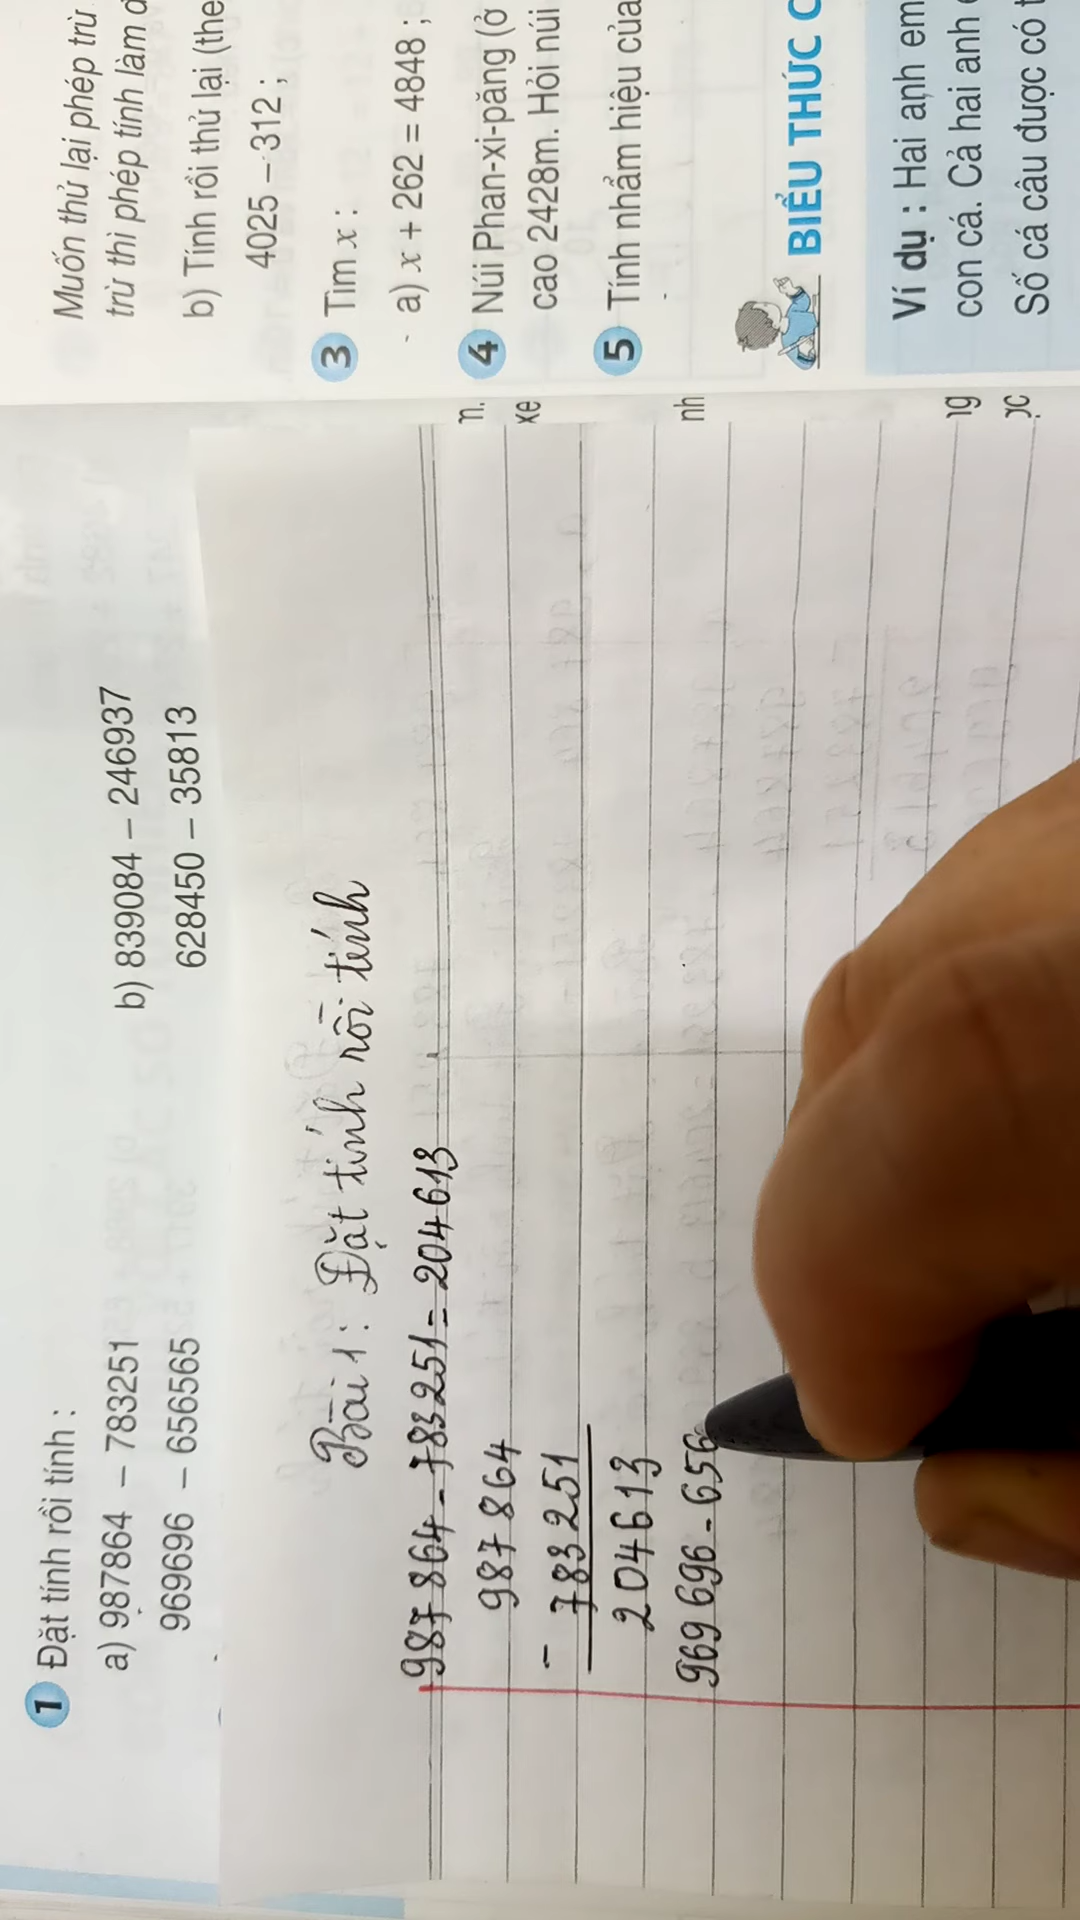 1 Đặt tính rồi tính :
a) 987864 – 783251
969696 – 656565
b) 839084 – 246937
628450 – 35813
Bài 1 : Đặt tính rồi tính
987 864 - 783 251 = 204 613
987 864
-
783 251
204 613
969 696 - 656
Muốn thử lại phép trừ
trừ thì phép tính làm
b) Tính rồi thử lại (the
4025 – 312 ;
3 Tìm x :
a) x + 262 = 4848 ;
4 Núi Phan-xi-păng (ở
cao 2428m. Hỏi núi
5 Tính nhẩm hiệu của
BIỂU THỨC C
Ví dụ : Hai anh em
con cá. Cả hai anh
Số cá câu được có
n.
xe
nh